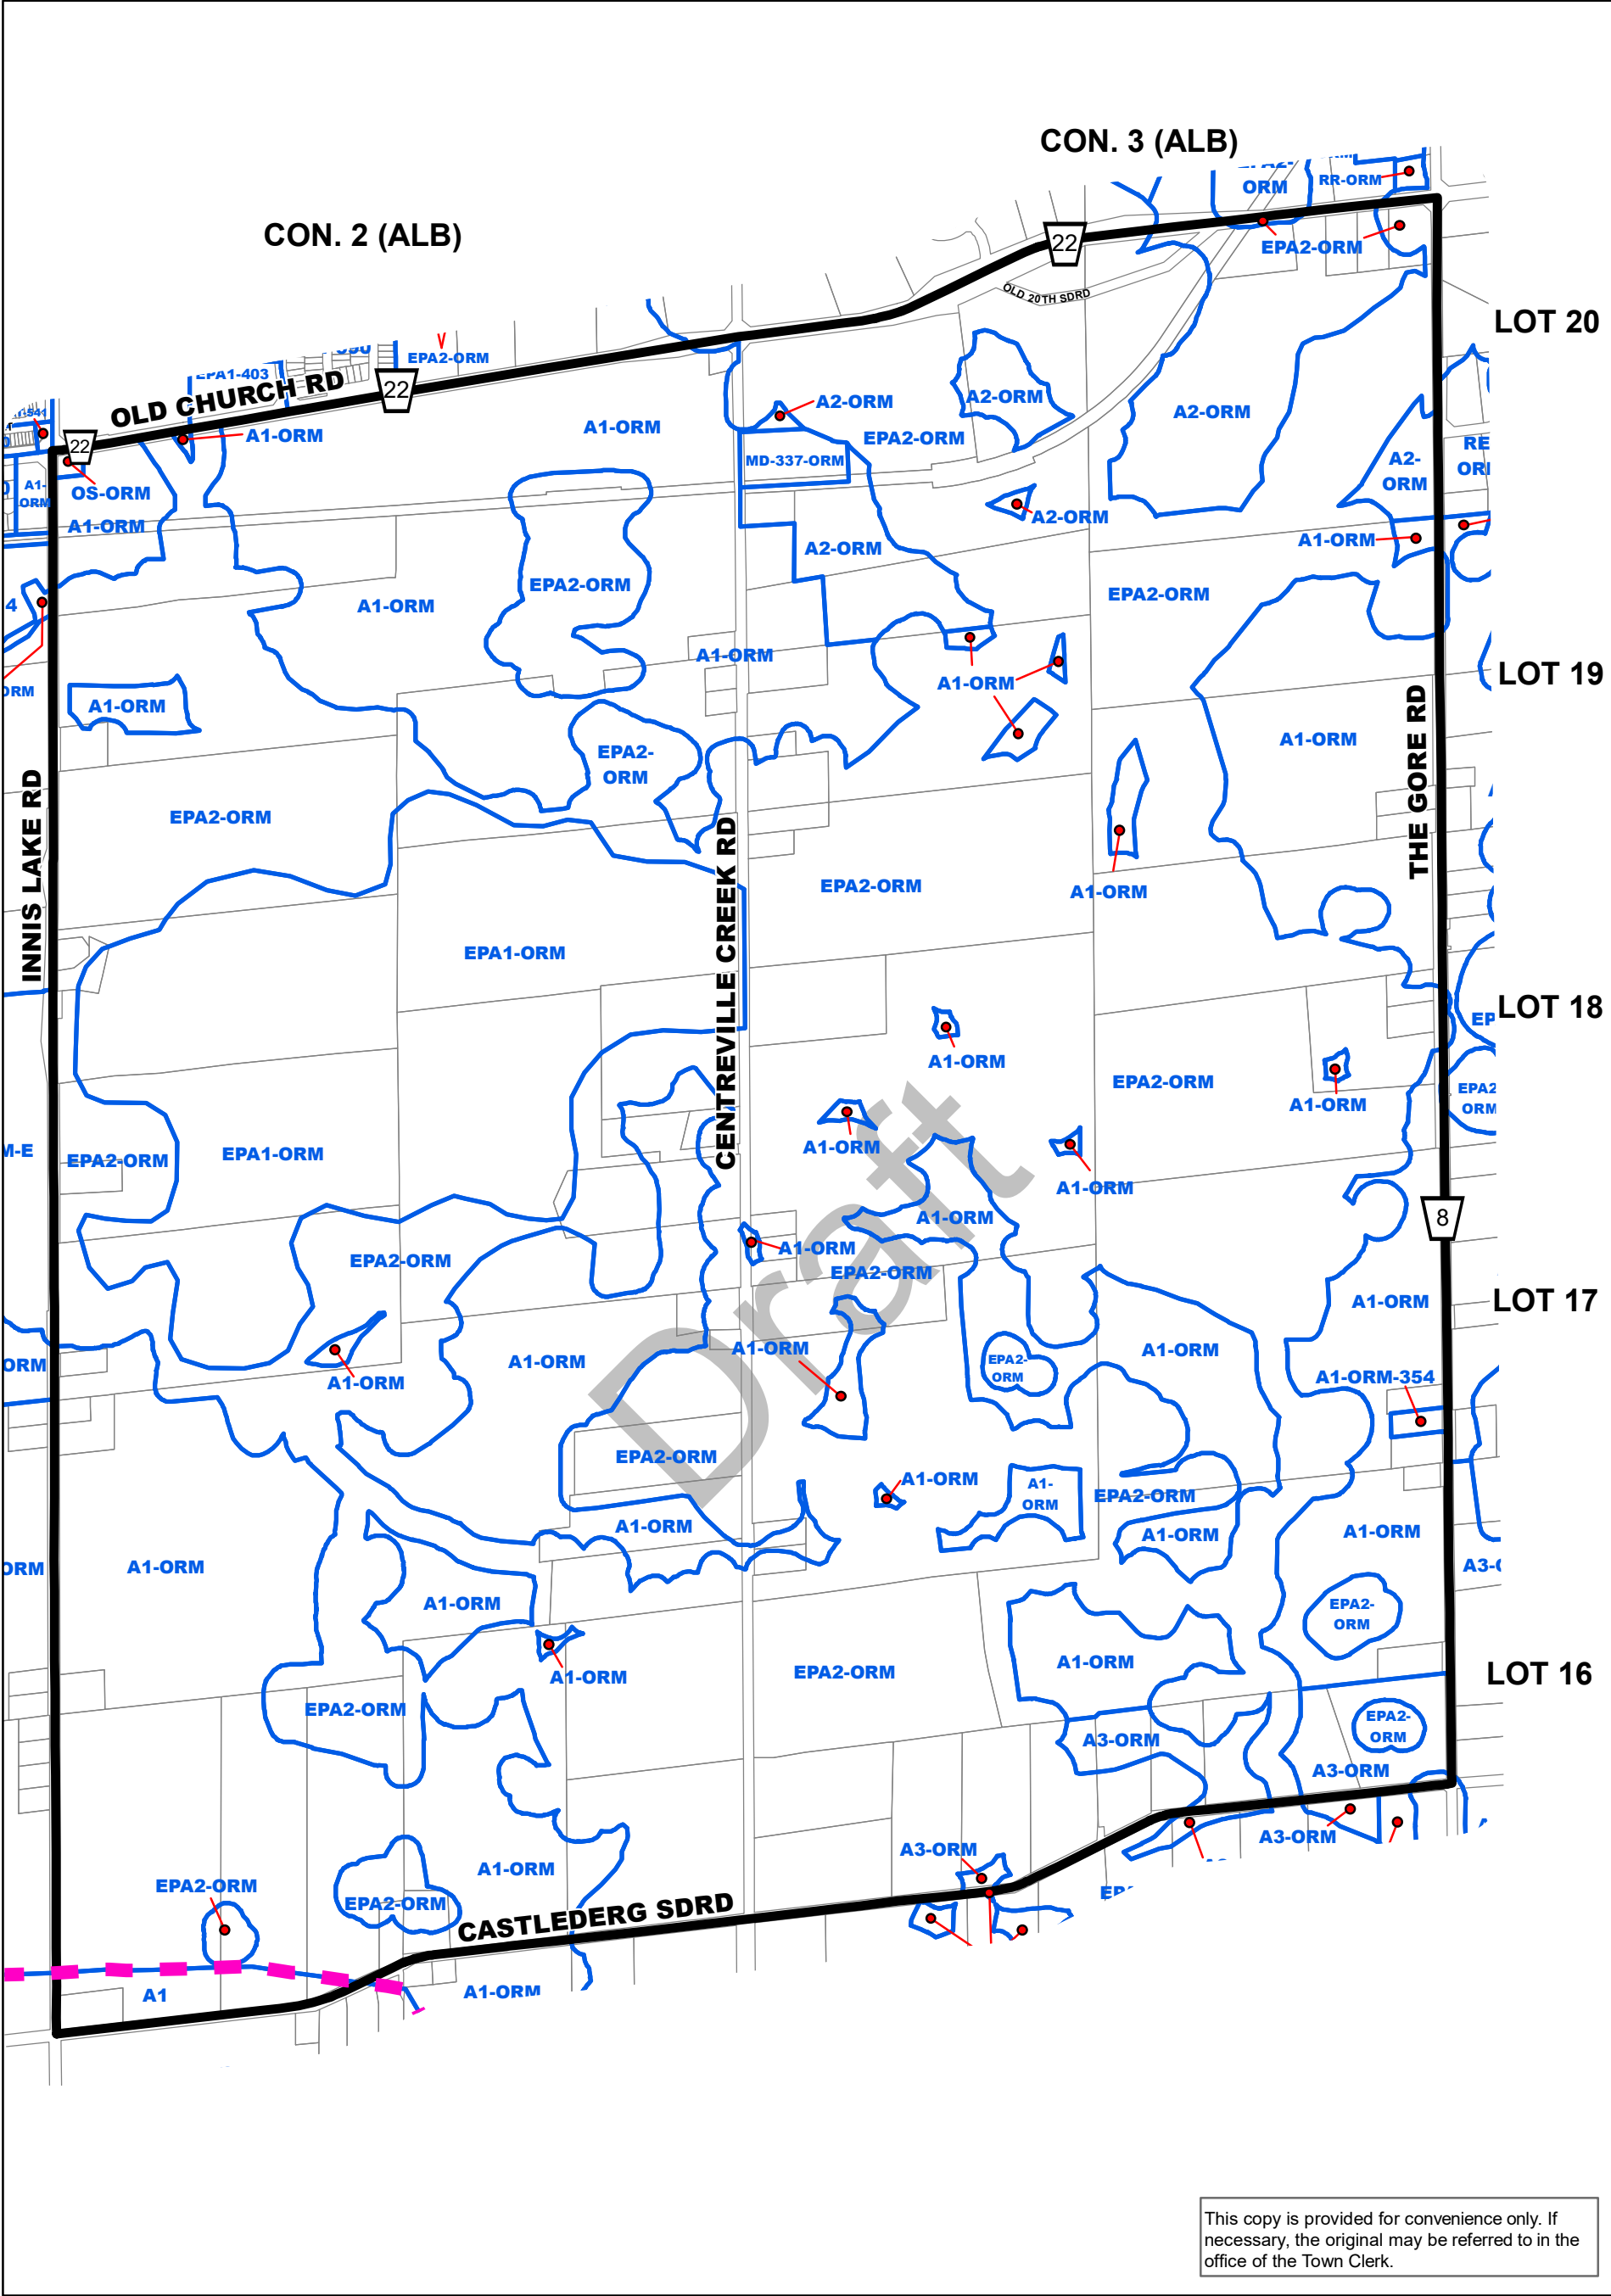 CON. 3 (ALB)
ORM
RR-ORM
CON. 2 (ALB)
22
EPA2-ORM
OLD 20TH SDRD
LOT 20
EPA2-ORM
EPA1-403
OLD CHURCH RD
22
A2-ORM
A2-ORM
A2-ORM
22
A1-ORM
A1-ORM
EPA2-ORM
MD-337-ORM
A2-
ORM
A1-
ORM
OS-ORM
A1-ORM
A2-ORM
A1-ORM
A2-ORM
4
A1-ORM
EPA2-ORM
EPA2-ORM
A1-ORM
A1-ORM
LOT 19
ORM
A1-ORM
A1-ORM
EPA2-
ORM
THE GORE RD
INNIS LAKE RD
EPA2-ORM
CENTREVILLE CREEK RD
EPA2-ORM
A1-ORM
EPA1-ORM
LOT 18
A1-ORM
EPA2-ORM
EPA2
ORM
A1-ORM
M-E
EPA2-ORM
EPA1-ORM
A1-ORM
A1-ORM
Draft
A1-ORM
8
A1-ORM
EPA2-ORM
EPA2-ORM
A1-ORM
LOT 17
A1-ORM
A1-ORM
A1-ORM
EPA2-
ORM
ORM
A1-ORM
A1-ORM-354
EPA2-ORM
A1-ORM
A1-
ORM
EPA2-ORM
A1-ORM
A1-ORM
A1-ORM
ORM
A1-ORM
A1-ORM
EPA2-
ORM
A1-ORM
EPA2-ORM
A1-ORM
LOT 16
EPA2-ORM
EPA2-
ORM
A3-ORM
A3-ORM
A3-ORM
A3-ORM
A1-ORM
EPA2-ORM
EPA2-ORM
CASTLEDERG SDRD
A1
A1-ORM
This copy is provided for convenience only. If
necessary, the original may be referred to in the
office of the Town Clerk.